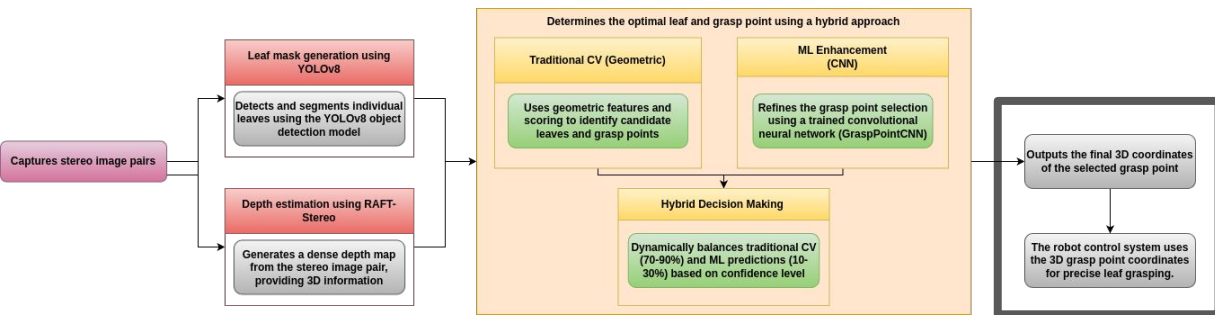 Captures stereo image pairs
Leaf mask generation using
YOLOv8
Detects and segments individual
leaves using the YOLOv8 object
detection model
Depth estimation using RAFT-
Stereo
Generates a dense depth map
from the stereo image pair,
providing 3D information
Determines the optimal leaf and grasp point using a hybrid approach
Traditional CV (Geometric)
Uses geometric features and
scoring to identify candidate
leaves and grasp points
ML Enhancement
(CNN)
Refines the grasp point selection
using a trained convolutional
neural network (GraspPointCNN)
Hybrid Decision Making
Dynamically balances traditional CV
(70-90%) and ML predictions (10-
30%) based on confidence level
Outputs the final 3D coordinates
of the selected grasp point
The robot control system uses
the 3D grasp point coordinates
for precise leaf grasping.